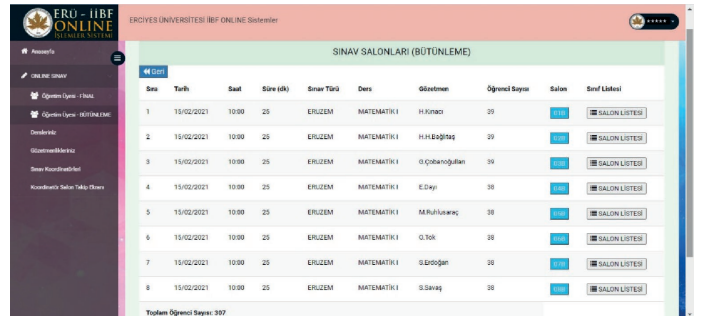 ERÜ - İİBF
ONLINE
İŞLEMLER SİSTEMİ
ERCİYES ÜNİVERSİTESİ İİBF ONLINE Sistemler
*****
Anasayfa
ONLINE SINAV
Öğretim Üyesi - FİNAL
Öğretim Üyesi - BÜTÜNLEME
Dersleriniz
Gözetmenlikleriniz
Sınav Koordinatörleri
Koordinatör Salon Takip Ekranı
SINAV SALONLARI (BÜTÜNLEME)
Geri
Sıra Tarih Saat Süre (dk) Sınav Türü Ders Gözetmen Öğrenci Sayısı Salon Sınıf Listesi
1 15/02/2021 10:00 25 ERUZEM MATEMATİK I H.Kınacı 39 SALON LİSTESİ
2 15/02/2021 10:00 25 ERUZEM MATEMATİK I H.H.Bağlıtaş 39 SALON LİSTESİ
3 15/02/2021 10:00 25 ERUZEM MATEMATİK I G.Çobanoğulları 39 SALON LİSTESİ
4 15/02/2021 10:00 25 ERUZEM MATEMATİK I E.Dayı 38 SALON LİSTESİ
5 15/02/2021 10:00 25 ERUZEM MATEMATİK I M.Ruhlusaraç 38 SALON LİSTESİ
6 15/02/2021 10:00 25 ERUZEM MATEMATİK I Q.Tok 38 SALON LİSTESİ
7 15/02/2021 10:00 25 ERUZEM MATEMATİK I S.Erdoğan 38 SALON LİSTESİ
8 15/02/2021 10:00 25 ERUZEM MATEMATİK I S.Savaş 38 SALON LİSTESİ
Toplam Öğrenci Sayısı: 307